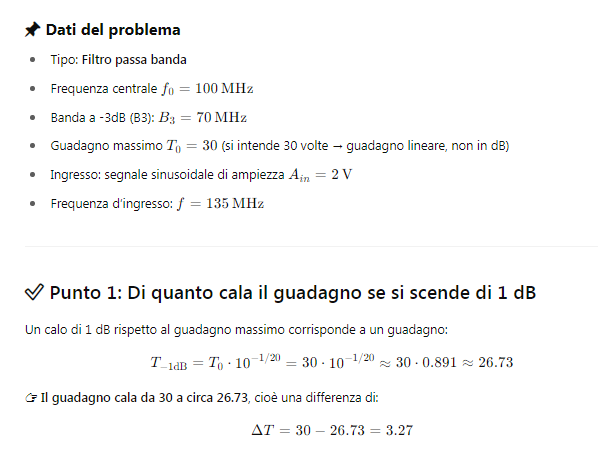 📌 Dati del problema
• Tipo: Filtro passa banda
• Frequenza centrale f₀ = 100 MHz
• Banda a -3dB (B3): B₃ = 70 MHz
• Guadagno massimo T₀ = 30 (si intende 30 volte → guadagno lineare, non in dB)
• Ingresso: segnale sinusoidale di ampiezza A_{in} = 2 V
• Frequenza d'ingresso: f = 135 MHz
✅ Punto 1: Di quanto cala il guadagno se si scende di 1 dB
Un calo di 1 dB rispetto al guadagno massimo corrisponde a un guadagno:
T_{−1dB} = T₀ · 10^{−1/20} = 30 · 10^{−1/20} ≈ 30 · 0.891 ≈ 26.73
👉 Il guadagno cala da 30 a circa 26.73, cioè una differenza di:
ΔT = 30 − 26.73 = 3.27